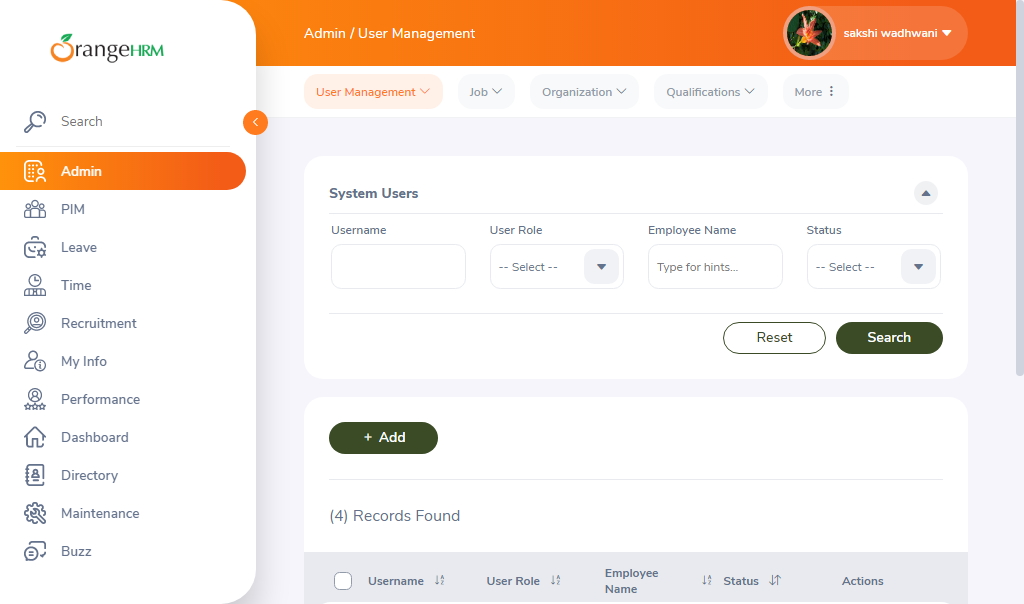 OrangeHRM
Search
Admin
PIM
Leave
Time
Recruitment
My Info
Performance
Dashboard
Directory
Maintenance
Buzz
Admin / User Management
sakshi wadhwani
User Management
Job
Organization
Qualifications
More
System Users
Username
User Role
Employee Name
Status
-- Select --
Type for hints...
-- Select --
Reset
Search
+ Add
(4) Records Found
Username
User Role
Employee
Name
Status
Actions